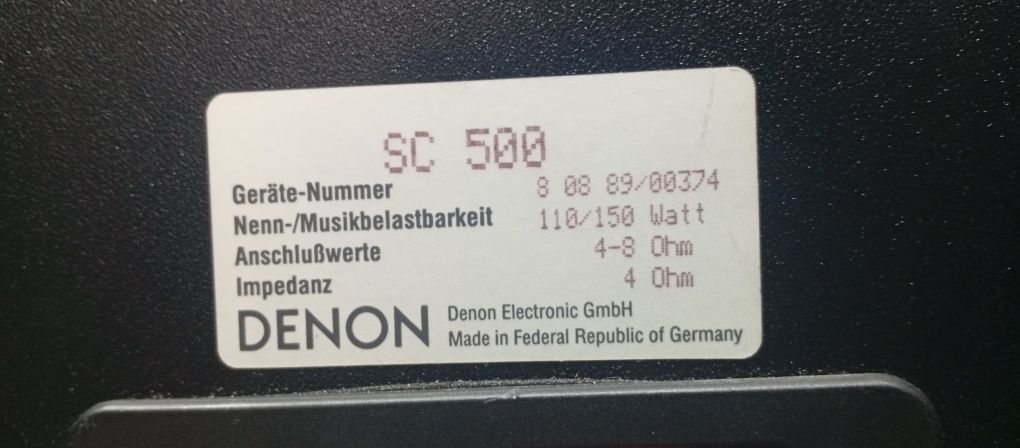 SC 500
Geräte-Nummer 8 08 89/00374
Nenn-/Musikbelastbarkeit 110/150 Watt
Anschlußwerte 4-8 Ohm
Impedanz 4 Ohm
DENON Denon Electronic GmbH
Made in Federal Republic of Germany